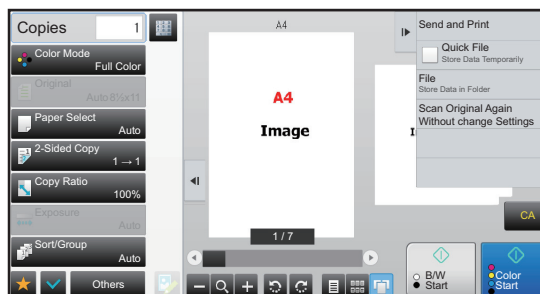 Copies
1
Color Mode
Full Color
Original
Auto 8½x11
Paper Select
Auto
2-Sided Copy
1→1
Copy Ratio
100%
Exposure
Auto
Sort/Group
Auto
Others
A4
A4
Image
1 / 7
Send and Print
Quick File
Store Data Temporarily
File
Store Data in Folder
Scan Original Again
Without change Settings
CA
B/W
Start
Color
Start